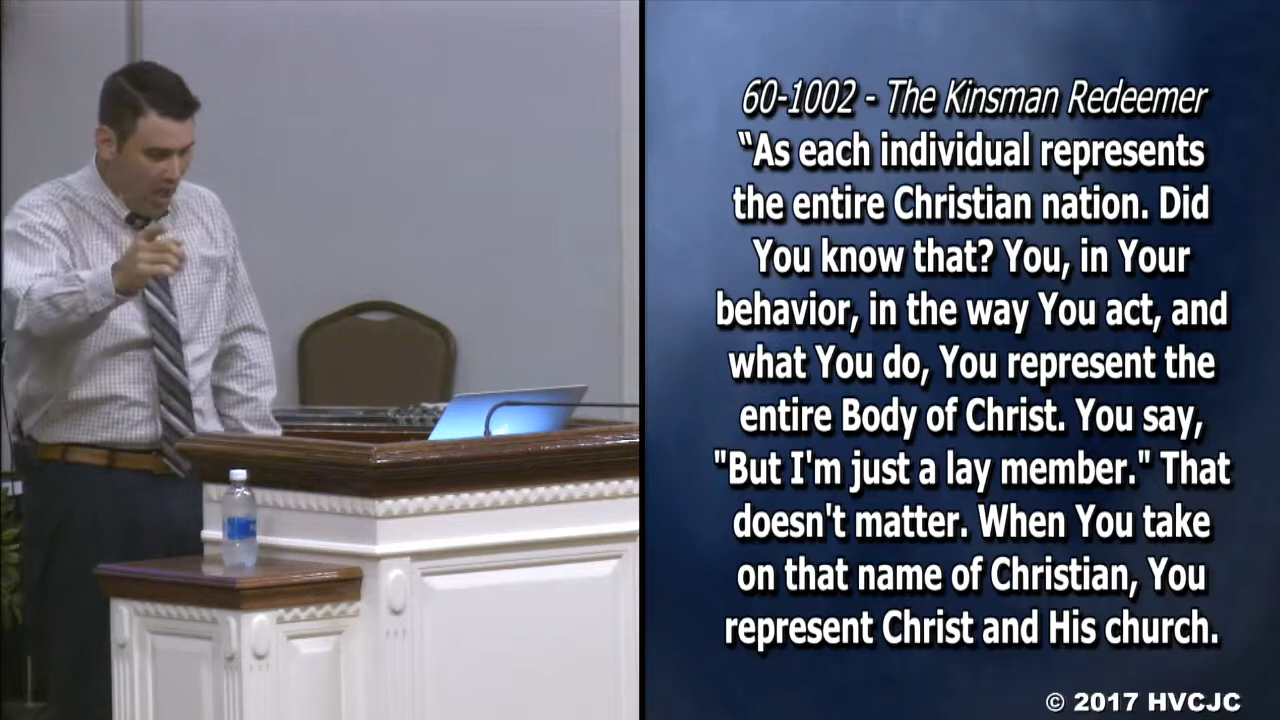 60-1002 - The Kinsman Redeemer
“As each individual represents
the entire Christian nation. Did
You know that? You, in Your
behavior, in the way You act, and
what You do, You represent the
entire Body of Christ. You say,
"But I'm just a lay member." That
doesn't matter. When You take
on that name of Christian, You
represent Christ and His church.
© 2017 HVCJC